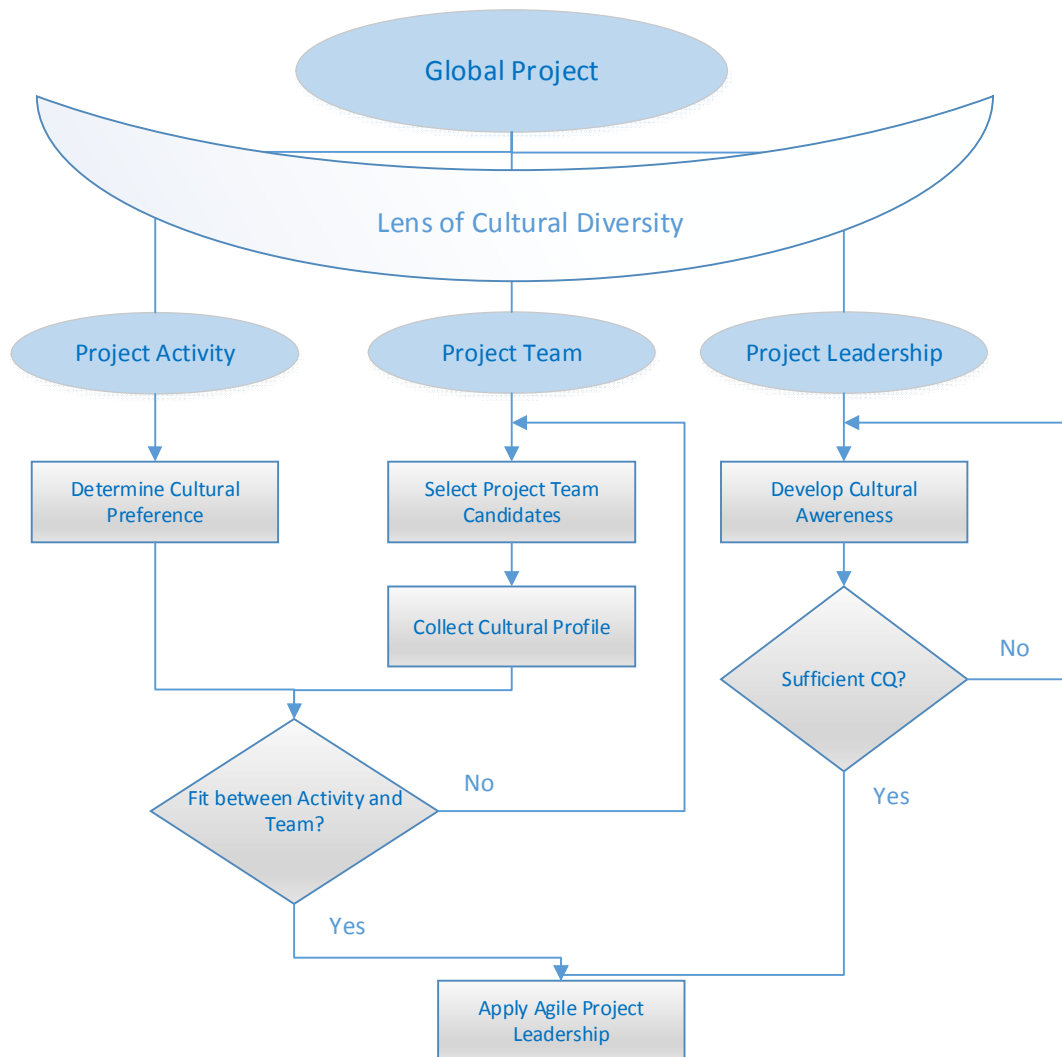 Global Project
Lens of Cultural Diversity
Project Activity
Project Team
Project Leadership
Determine Cultural
Preference
Select Project Team
Candidates
Develop Cultural
Awereness
Collect Cultural Profile
Sufficient CQ?
No
Fit between Activity and
Team?
No
Yes
Yes
Apply Agile Project
Leadership